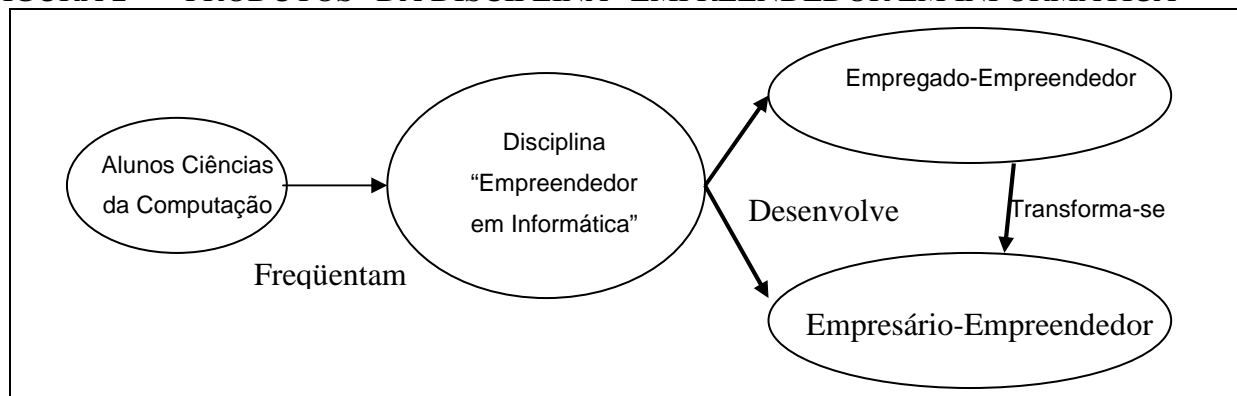 Alunos Ciências
da Computação
Freqüentam
Disciplina
“Empreendedor
em Informática”
Desenvolve
Empregado-Empreendedor
Transforma-se
Empresário-Empreendedor